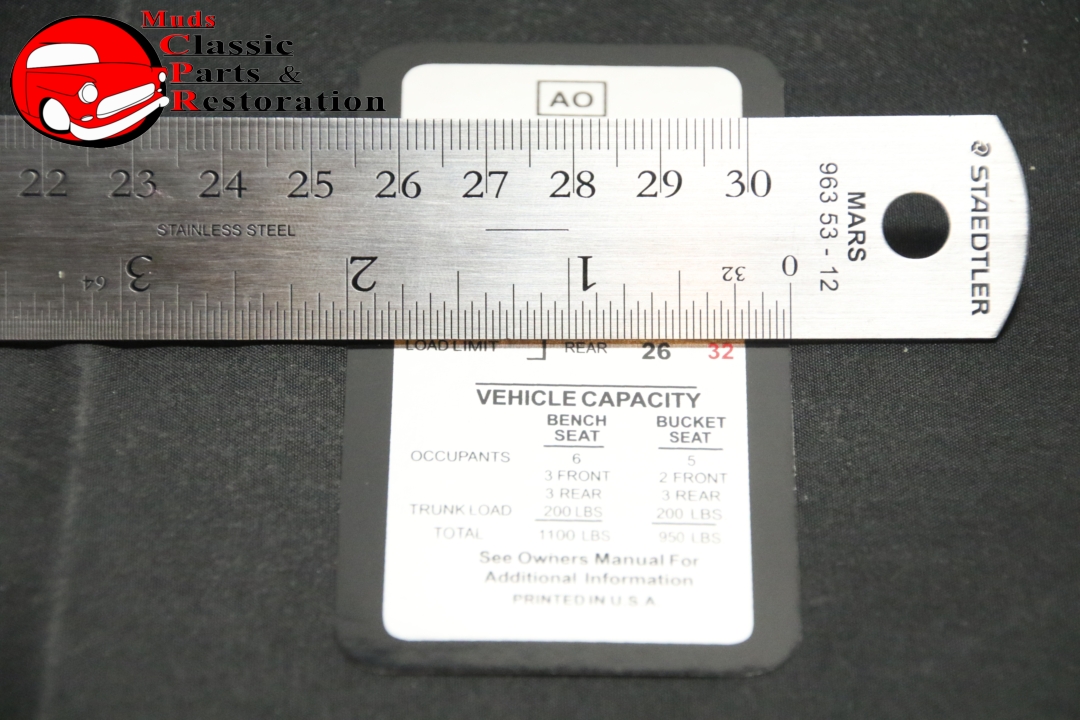 Muds
Classic
Parts &
Restoration
AO
22 23 24 25 26 27 28 29 30
STAINLESS STEEL
3 64 2 1 32 0
MARS
963 53 - 12
STAEDTLER
LOAD LIMIT REAR 26 32
VEHICLE CAPACITY
BENCH SEAT BUCKET SEAT
OCCUPANTS 6 5
3 FRONT 2 FRONT
3 REAR 3 REAR
TRUNK LOAD 200 LBS 200 LBS
TOTAL 1100 LBS 950 LBS
See Owners Manual For
Additional Information
PRINTED IN U.S.A